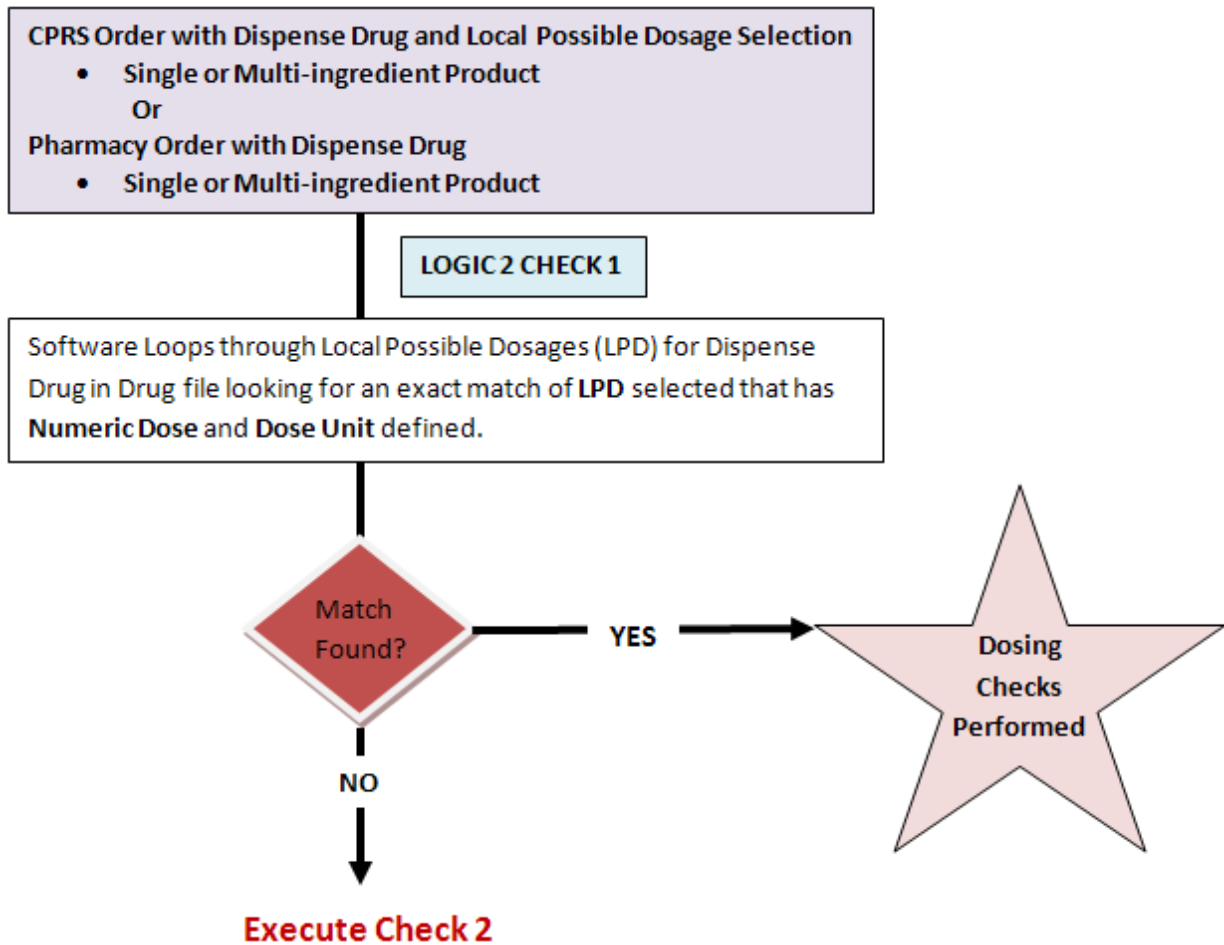 CPRS Order with Dispense Drug and Local Possible Dosage Selection
• Single or Multi-ingredient Product
Or
Pharmacy Order with Dispense Drug
• Single or Multi-ingredient Product
LOGIC 2 CHECK 1
Software Loops through Local Possible Dosages (LPD) for Dispense
Drug in Drug file looking for an exact match of LPD selected that has
Numeric Dose and Dose Unit defined.
Match
Found?
YES
Dosing
Checks
Performed
NO
Execute Check 2